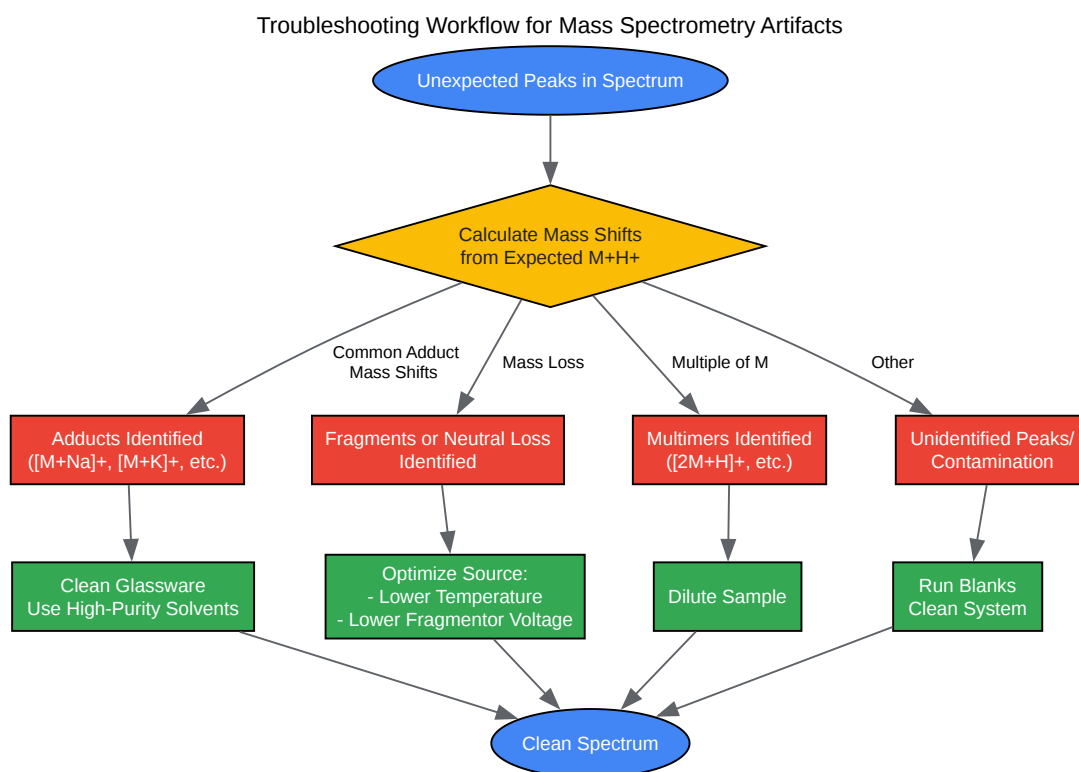 Troubleshooting Workflow for Mass Spectrometry Artifacts
Unexpected Peaks in Spectrum
Calculate Mass Shifts
from Expected M+H+
Common Adduct
Mass Shifts
Mass Loss
Multiple of M
Other
Adducts Identified
([M+Na]+, [M+K]+, etc.)
Fragments or Neutral Loss
Identified
Multimers Identified
([2M+H]+, etc.)
Unidentified Peaks/
Contamination
Clean Glassware
Use High-Purity Solvents
Optimize Source:
- Lower Temperature
- Lower Fragmentor Voltage
Dilute Sample
Run Blanks
Clean System
Clean Spectrum